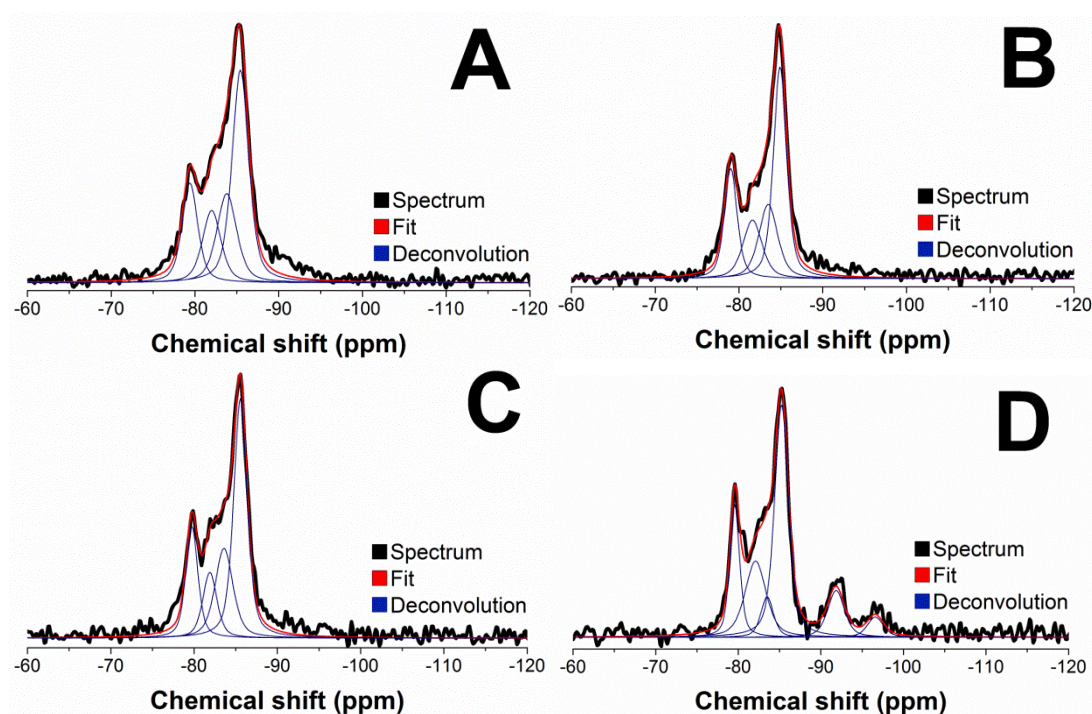 A
Spectrum
Fit
Deconvolution
-60 -70 -80 -90 -100 -110 -120
Chemical shift (ppm)
B
Spectrum
Fit
Deconvolution
-60 -70 -80 -90 -100 -110 -120
Chemical shift (ppm)
C
Spectrum
Fit
Deconvolution
-60 -70 -80 -90 -100 -110 -120
Chemical shift (ppm)
D
Spectrum
Fit
Deconvolution
-60 -70 -80 -90 -100 -110 -120
Chemical shift (ppm)